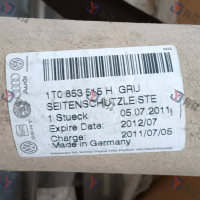 1T0 853 515 H GRU
SEITENSCHUTZLEISTE
1 Stueck 05.07.2011
Expire Date: 2012/07
Charge: 2011/07/05
Made in Germany